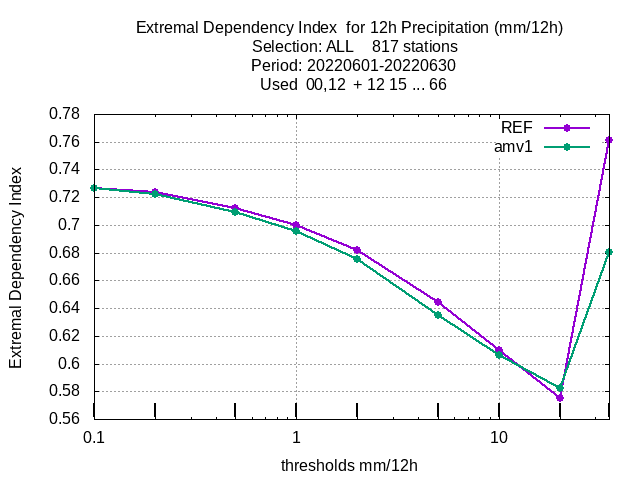 Extremal Dependency Index  for 12h Precipitation (mm/12h)
Selection: ALL    817 stations
Period: 20220601-20220630
Used  00,12  + 12 15 ... 66
REF
amv1
0.78
0.76
0.74
0.72
0.7
0.68
0.66
0.64
0.62
0.6
0.58
0.56
Extremal Dependency Index
0.1 1 10
thresholds mm/12h